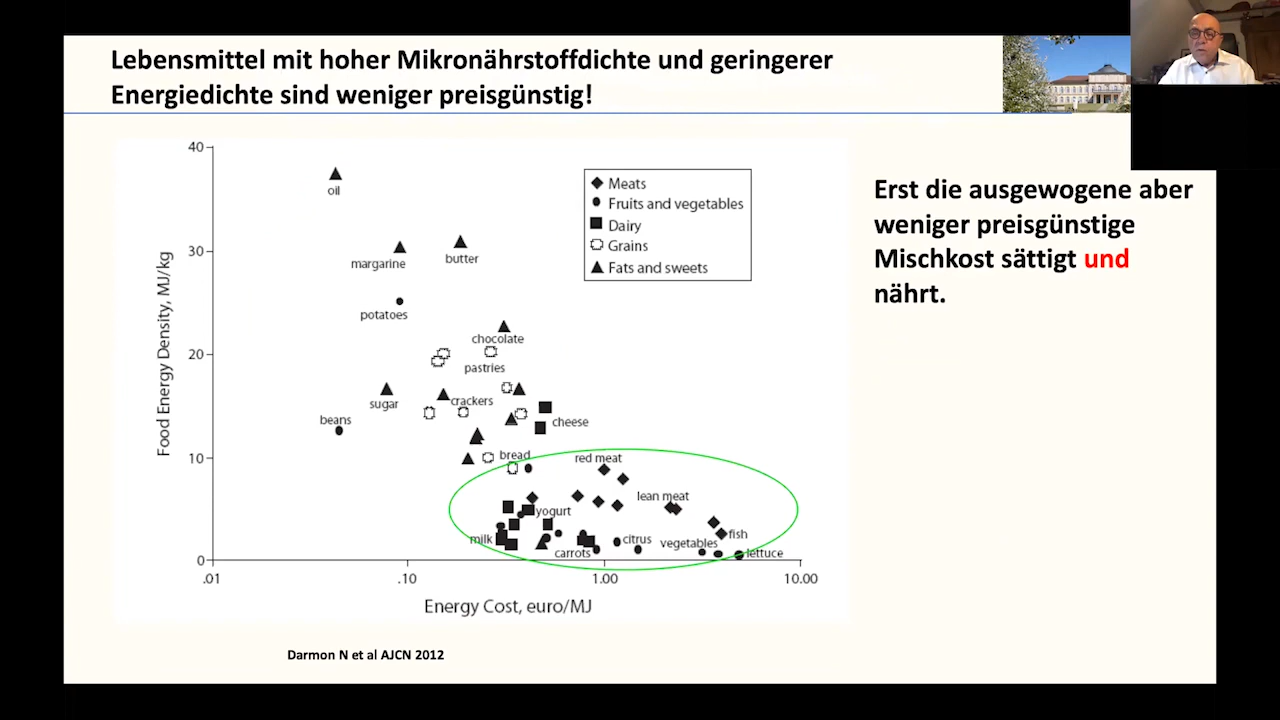 Lebensmittel mit hoher Mikronährstoffdichte und geringerer
Energiedichte sind weniger preisgünstig!
Erst die ausgewogene aber
weniger preisgünstige
Mischkost sättigt und
nährt.
Food Energy Density, MJ/kg
40
30
20
10
0
.01
.10
1.00
10.00
Energy Cost, euro/MJ
Meats
Fruits and vegetables
Dairy
Grains
Fats and sweets
oil
margarine
butter
potatoes
chocolate
pastries
sugar
crackers
beans
cheese
bread
red meat
lean meat
yogurt
milk
carrots
citrus
vegetables
fish
lettuce
Darmon N et al AJCN 2012